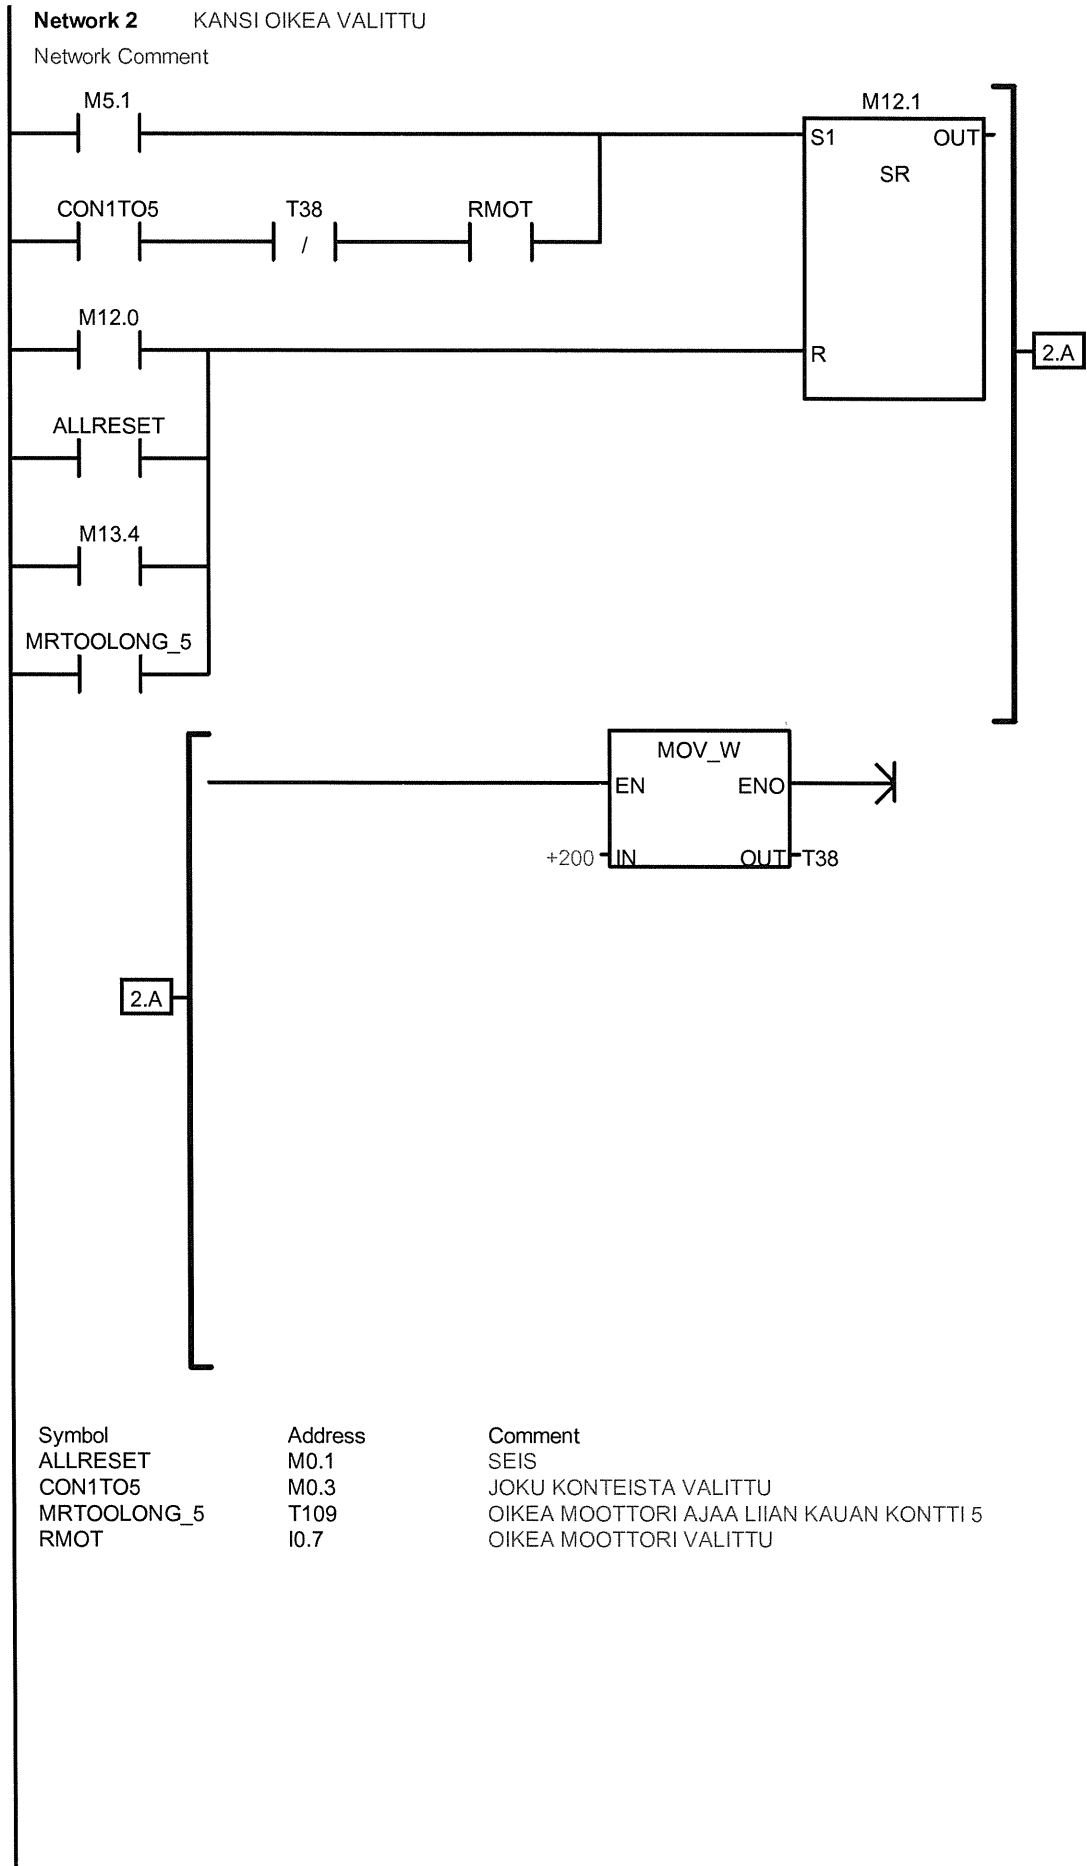 Network 2 KANSI OIKEA VALITTU
Network Comment
M5.1
M12.1
S1 OUT
SR
CON1TO5 T38 RMOT
/
M12.0
R
2.A
ALLRESET
M13.4
MRTOOLONG_5
MOV_W
EN ENO
+200 IN OUT T38
2.A
Symbol Address Comment
ALLRESET M0.1 SEIS
CON1TO5 M0.3 JOKU KONTEISTA VALITTU
MRTOOLONG_5 T109 OIKEA MOOTTORI AJAA LIIAN KAUAN KONTTI 5
RMOT I0.7 OIKEA MOOTTORI VALITTU